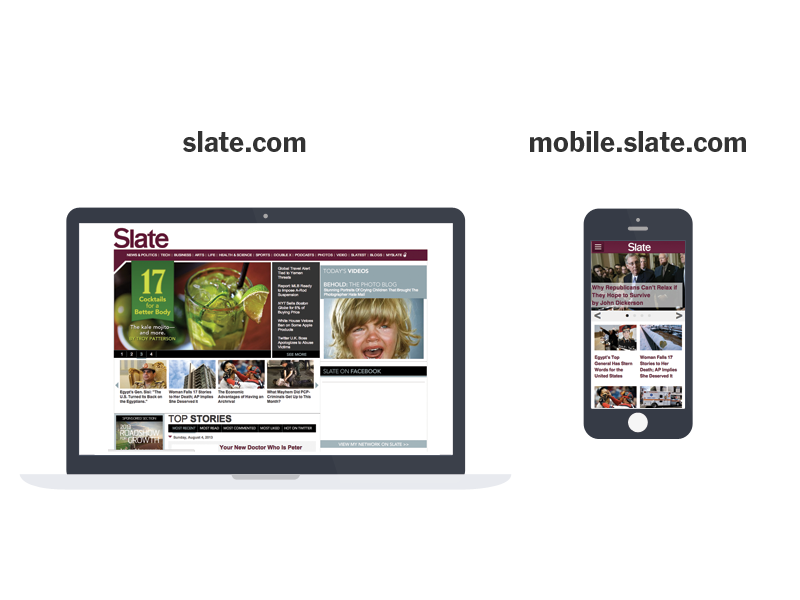 slate.com
mobile.slate.com
Slate
NEWS & POLITICS | TECH | BUSINESS | ARTS | LIFE | HEALTH & SCIENCE | SPORTS | DOUBLE X | PODCASTS | PHOTOS | VIDEO | SLATEST | BLOGS | MYSLATE
17
Cocktails
for a
Better Body
The kale mojito—
and more.
BY TROY PATTERSON
1 | 2 | 3 | 4
Global Travel Alert
Tied to Yemen
Threats
Report: MLB Ready
to Impose A-Rod
Suspension
NYT Sells Boston
Globe for 6% of
Buying Price
White House Vetoes
Ban on Some Apple
Products
Twitter U.K. Boss
Apologizes to Abuse
Victims
SEE MORE
TODAY'S VIDEOS
BEHOLD: THE PHOTO BLOG
Stunning Portraits Of Crying Children That Brought The
Photographer Hate Mail
Egypt's Gen. Sisi: "The
U.S. Turned Its Back on
the Egyptians."
Woman Falls 17 Stories
to Her Death; AP Implies
She Deserved It
The Economic
Advantages of Having an
Archrival
What Mayhem Did PCP-
Criminals Get Up to This
Month?
SLATE ON FACEBOOK
VIEW MY NETWORK ON SLATE >>
SPONSORED SECTION
2013
ROADSHOW
FOR GROWTH
TOP STORIES
MOST RECENT | MOST READ | MOST COMMENTED | MOST LIKED | HOT ON TWITTER
Sunday, August 4, 2013
Your New Doctor Who Is Peter
Slate
Why Republicans Can't Relax if
They Hope to Survive
by John Dickerson
< >
Egypt's Top
General Has Stern
Words for the
United States
Woman Falls 17
Stories to Her
Death; AP Implies
She Deserved It